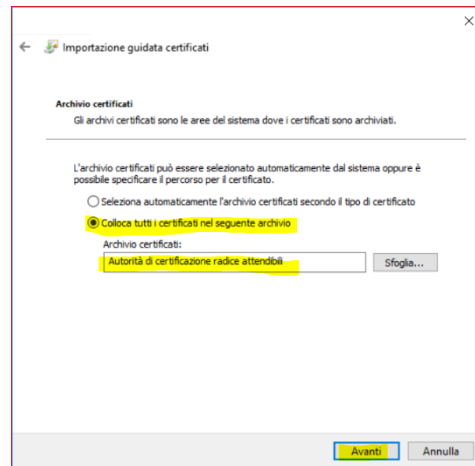 Importazione guidata certificati
Archivio certificati
Gli archivi certificati sono le aree del sistema dove i certificati sono archiviati.
L'archivio certificati può essere selezionato automaticamente dal sistema oppure è
possibile specificare il percorso per il certificato.
Seleziona automaticamente l'archivio certificati secondo il tipo di certificato
Colloca tutti i certificati nel seguente archivio
Archivio certificati:
Autorità di certificazione radice attendibili
Sfoglia...
Avanti
Annulla